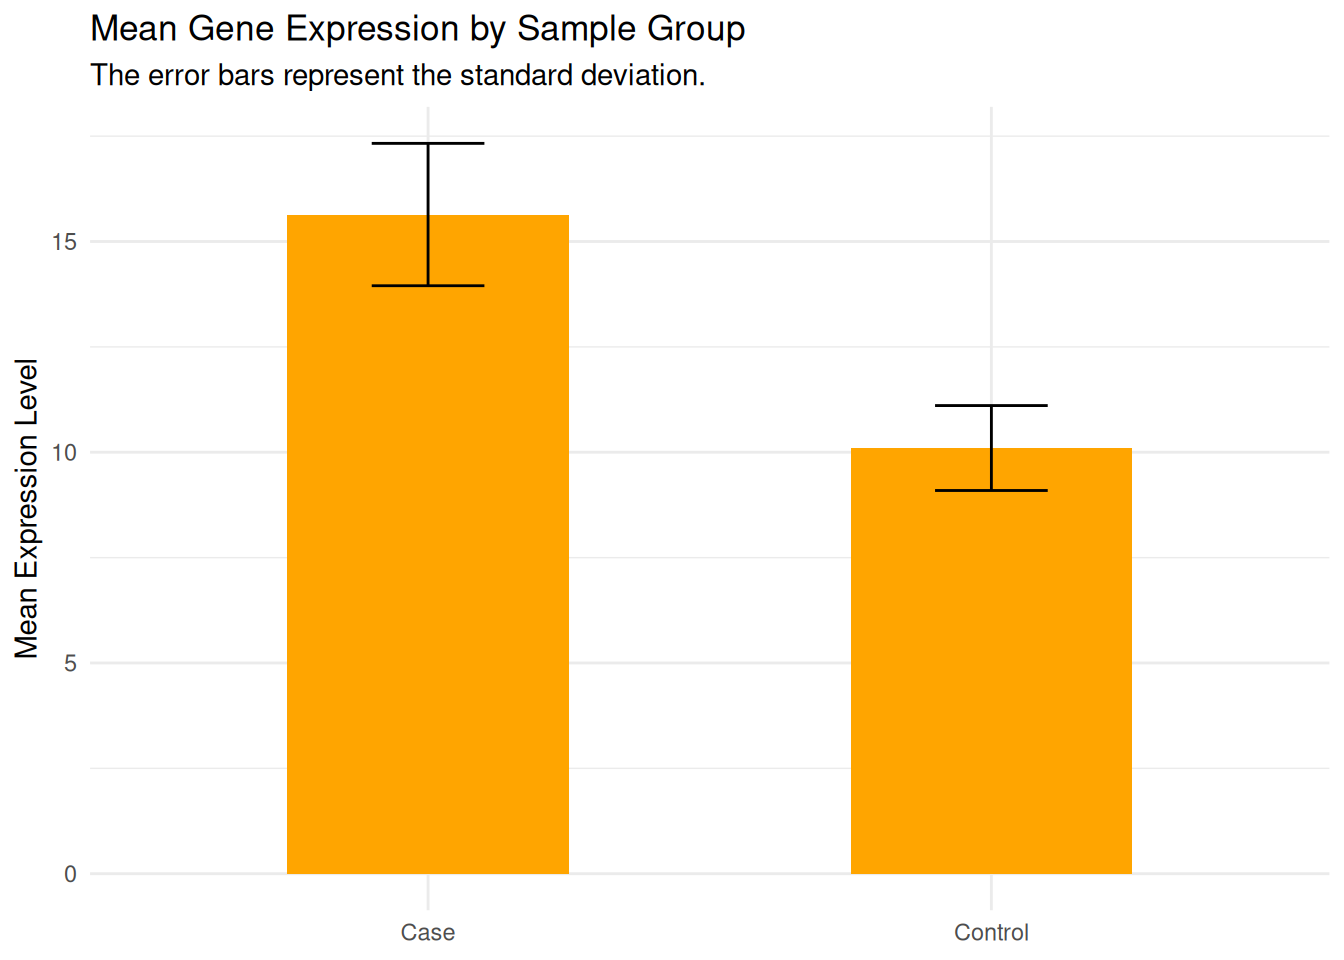 Mean Gene Expression by Sample Group
The error bars represent the standard deviation.
Mean Expression Level
15
10
5
0
Case
Control